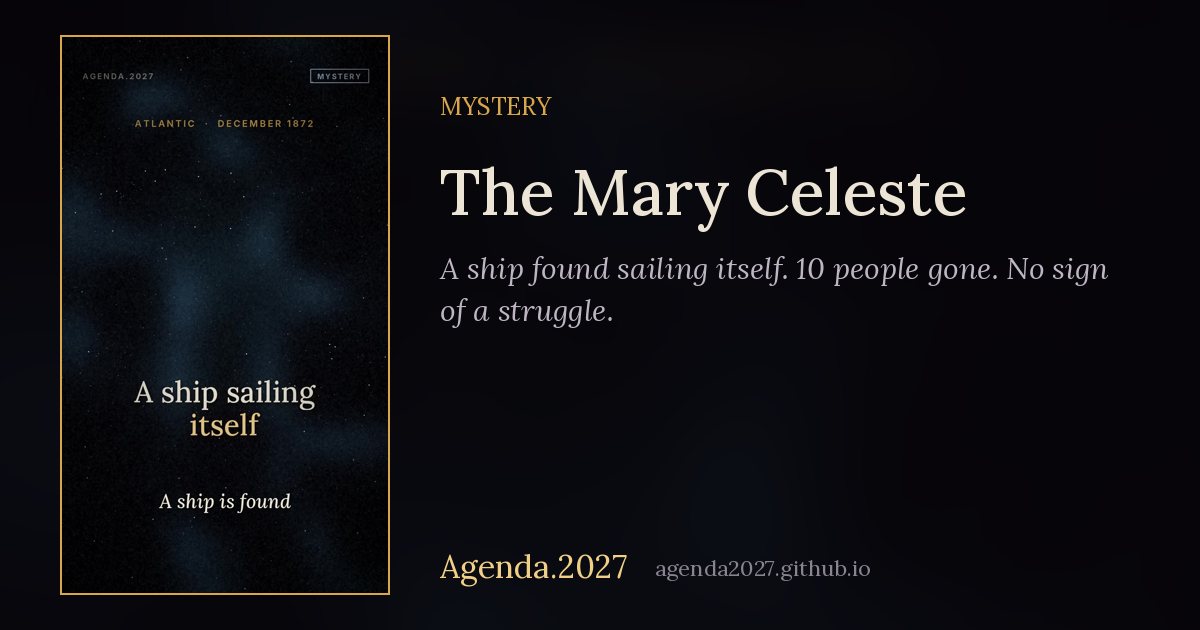 AGENDA.2027
MYSTERY
ATLANTIC · DECEMBER 1872
A ship sailing
itself
A ship is found
MYSTERY
The Mary Celeste
A ship found sailing itself. 10 people gone. No sign
of a struggle.
Agenda.2027
agenda2027.github.io